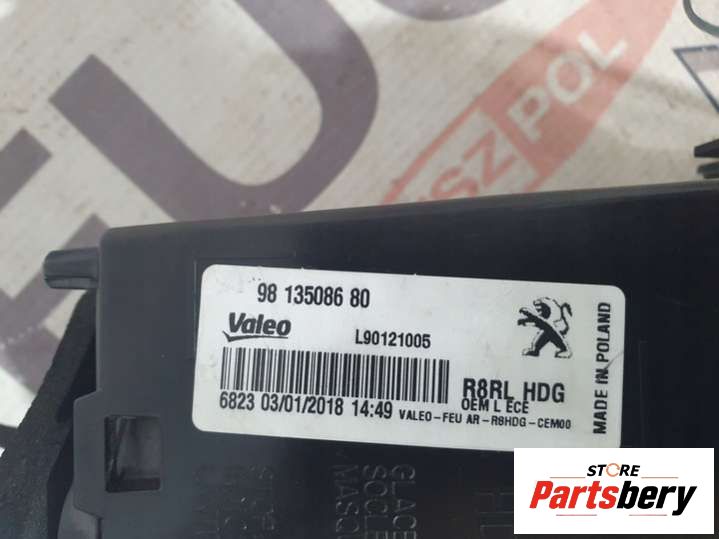 FUC
SZPOL
98 135086 80
Valeo
L90121005
R8RL HDG
OEM L ECE
6823 03/01/2018 14:49
VALEO-FEU AR-R8HDG-CEM00
MADE IN POLAND
GLACE
SOCLE
STORE
Partsbery